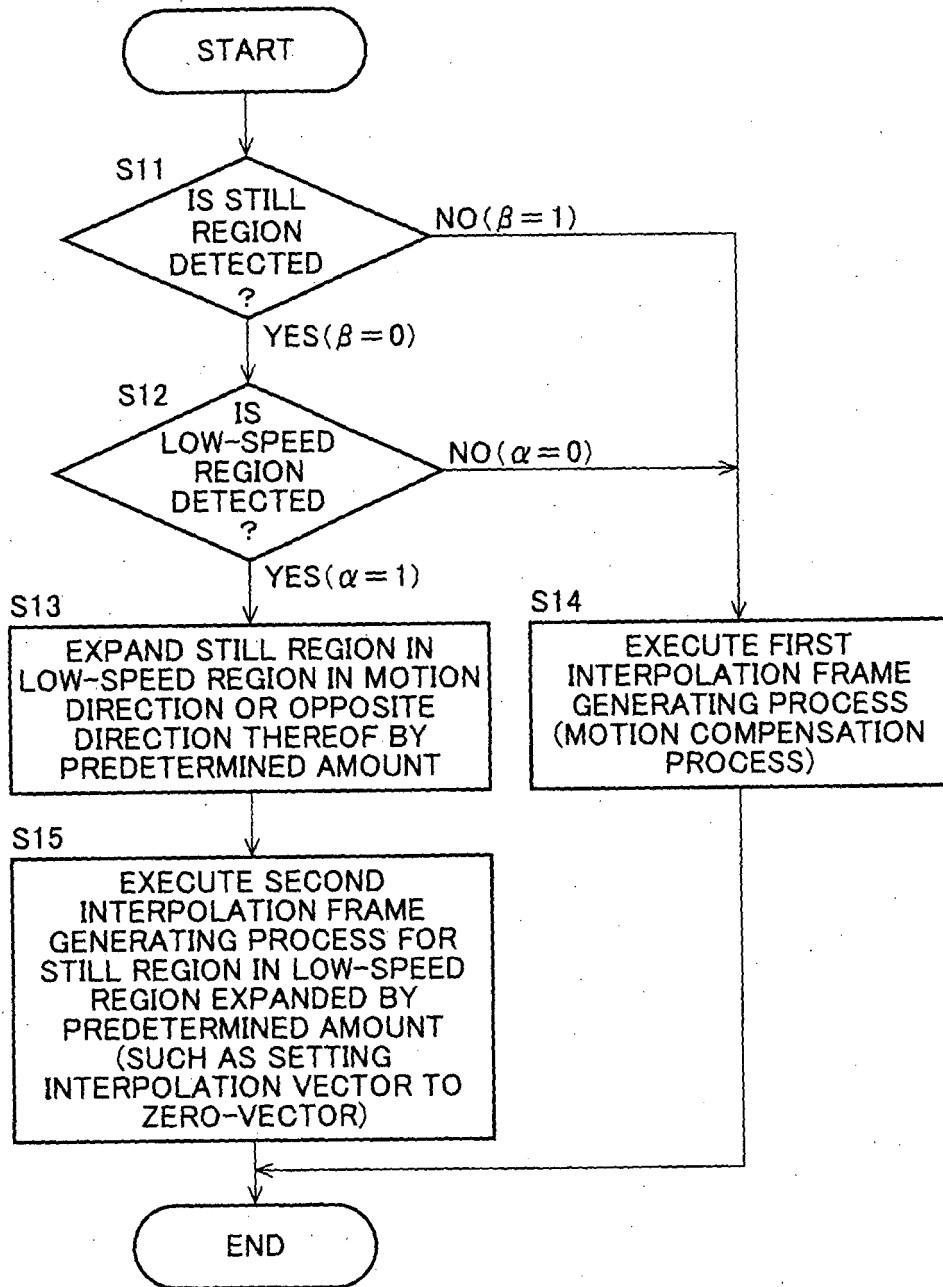 START
S11
IS STILL
REGION
DETECTED
?
NO(β=1)
YES(β=0)
S12
IS
LOW-SPEED
REGION
DETECTED
?
NO(α=0)
YES(α=1)
S13
EXPAND STILL REGION IN
LOW-SPEED REGION IN MOTION
DIRECTION OR OPPOSITE
DIRECTION THEREOF BY
PREDETERMINED AMOUNT
S14
EXECUTE FIRST
INTERPOLATION FRAME
GENERATING PROCESS
(MOTION COMPENSATION
PROCESS)
S15
EXECUTE SECOND
INTERPOLATION FRAME
GENERATING PROCESS FOR
STILL REGION IN LOW-SPEED
REGION EXPANDED BY
PREDETERMINED AMOUNT
(SUCH AS SETTING
INTERPOLATION VECTOR TO
ZERO-VECTOR)
END